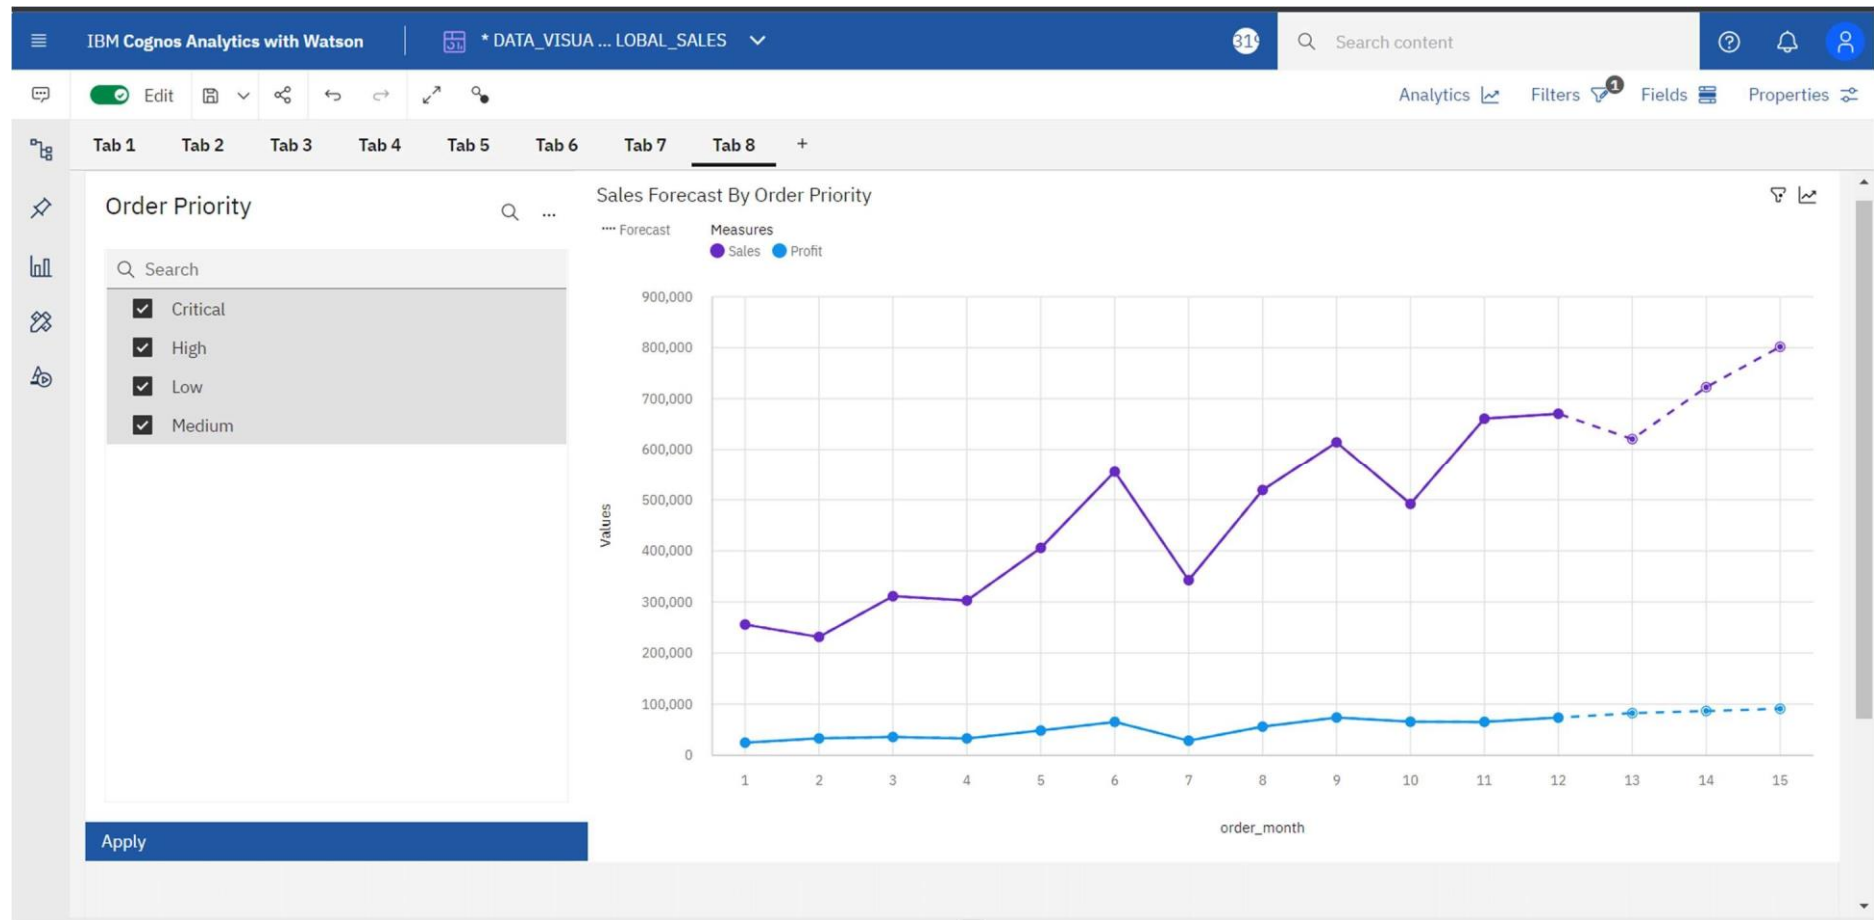 IBM Cognos Analytics with Watson
* DATA_VISUA ... LOBAL_SALES
Search content
Edit
Analytics
Filters
1
Fields
Properties
Tab 1 Tab 2 Tab 3 Tab 4 Tab 5 Tab 6 Tab 7 Tab 8 +
Order Priority
...
Search
Critical
High
Low
Medium
Apply
Sales Forecast By Order Priority
Forecast
Measures
Sales Profit
900,000
800,000
700,000
600,000
500,000
400,000
300,000
200,000
100,000
0
Values
1 2 3 4 5 6 7 8 9 10 11 12 13 14 15
order_month